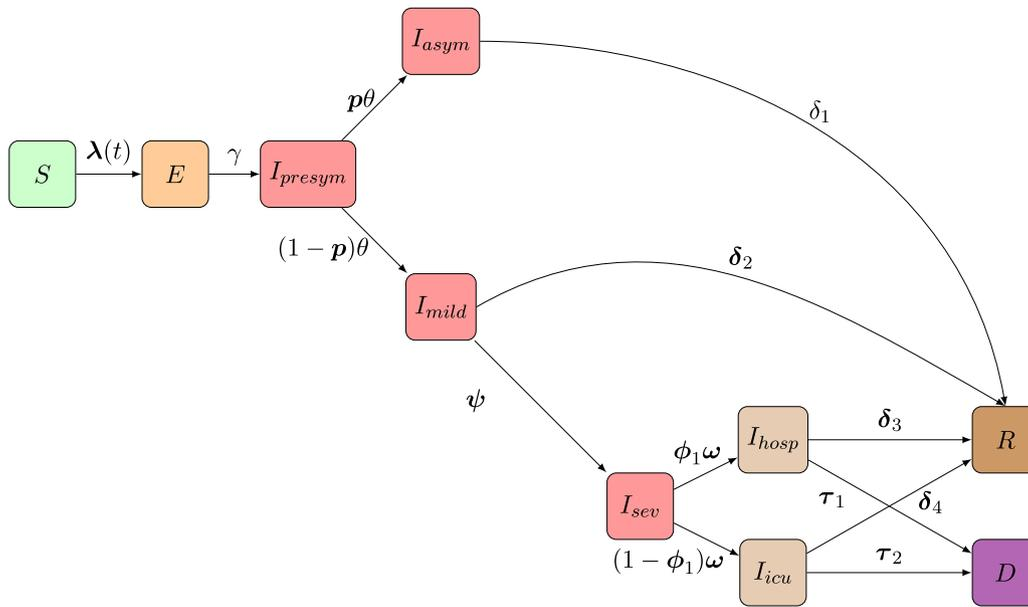 I_asym
δ_1
𝒑θ
S
𝝀(t)
E
γ
I_presym
(1 − 𝒑)θ
𝜹_2
I_mild
𝝍
I_hosp
𝜹_3
R
𝝓_1𝝎
I_sev
𝝉_1
𝜹_4
(1 − 𝝓_1)𝝎
I_icu
𝝉_2
D